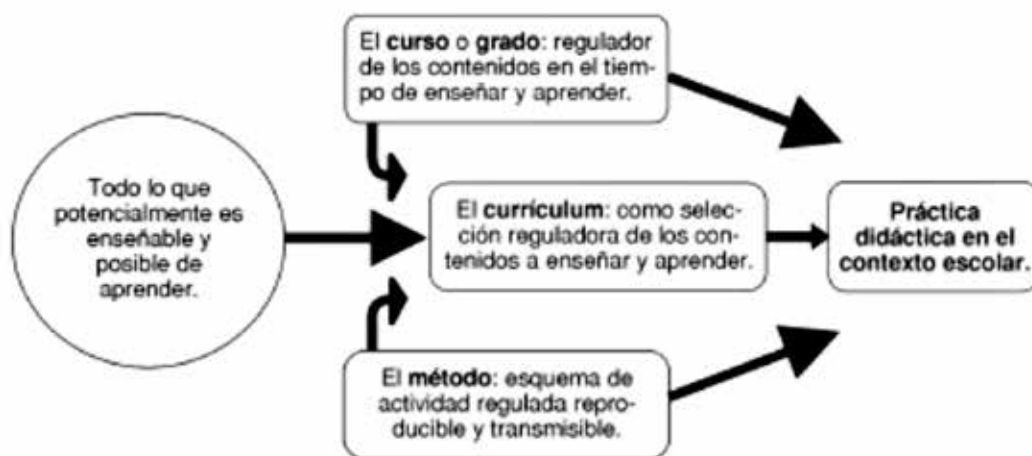 El curso o grado: regulador
de los contenidos en el tiem-
po de enseñar y aprender.
Todo lo que
potencialmente es
enseñable y
posible de
aprender.
El currículum: como selec-
ción reguladora de los con-
tenidos a enseñar y aprender.
Práctica
didáctica en el
contexto escolar.
El método: esquema de
actividad regulada repro-
ducible y transmisible.